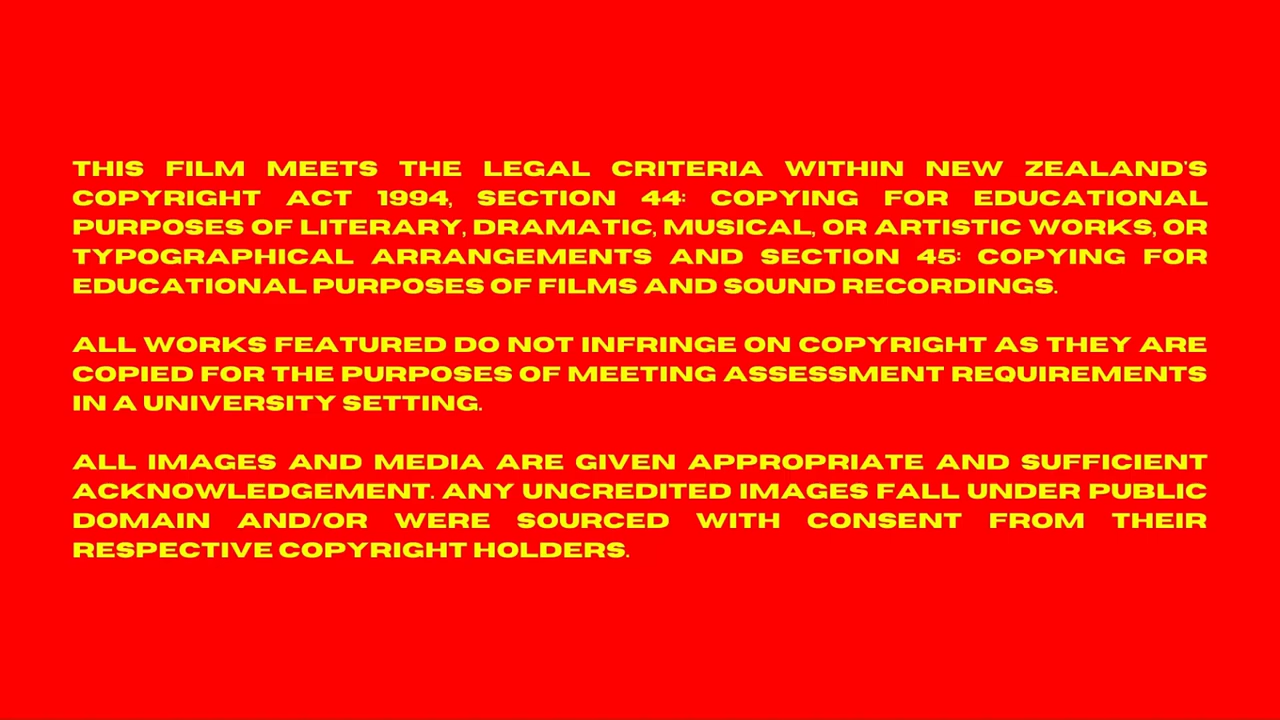 THIS FILM MEETS THE LEGAL CRITERIA WITHIN NEW ZEALAND'S
COPYRIGHT ACT 1994, SECTION 44: COPYING FOR EDUCATIONAL
PURPOSES OF LITERARY, DRAMATIC, MUSICAL, OR ARTISTIC WORKS, OR
TYPOGRAPHICAL ARRANGEMENTS AND SECTION 45: COPYING FOR
EDUCATIONAL PURPOSES OF FILMS AND SOUND RECORDINGS.
ALL WORKS FEATURED DO NOT INFRINGE ON COPYRIGHT AS THEY ARE
COPIED FOR THE PURPOSES OF MEETING ASSESSMENT REQUIREMENTS
IN A UNIVERSITY SETTING.
ALL IMAGES AND MEDIA ARE GIVEN APPROPRIATE AND SUFFICIENT
ACKNOWLEDGEMENT. ANY UNCREDITED IMAGES FALL UNDER PUBLIC
DOMAIN AND/OR WERE SOURCED WITH CONSENT FROM THEIR
RESPECTIVE COPYRIGHT HOLDERS.